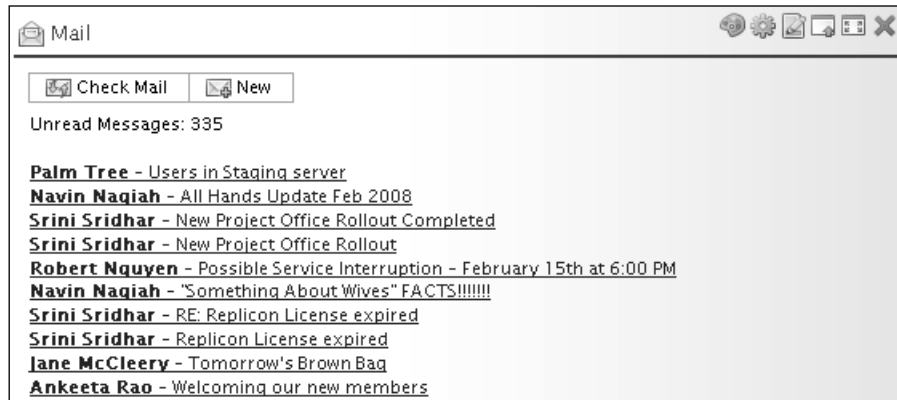 Mail
Check Mail New
Unread Messages: 335
Palm Tree - Users in Staging server
Navin Nagiah - All Hands Update Feb 2008
Srini Sridhar - New Project Office Rollout Completed
Srini Sridhar - New Project Office Rollout
Robert Nguyen - Possible Service Interruption - February 15th at 6:00 PM
Navin Nagiah - "Something About Wives" FACTS!!!!!!!
Srini Sridhar - RE: Replicon License expired
Srini Sridhar - Replicon License expired
Jane McCleery - Tomorrow's Brown Bag
Ankeeta Rao - Welcoming our new members